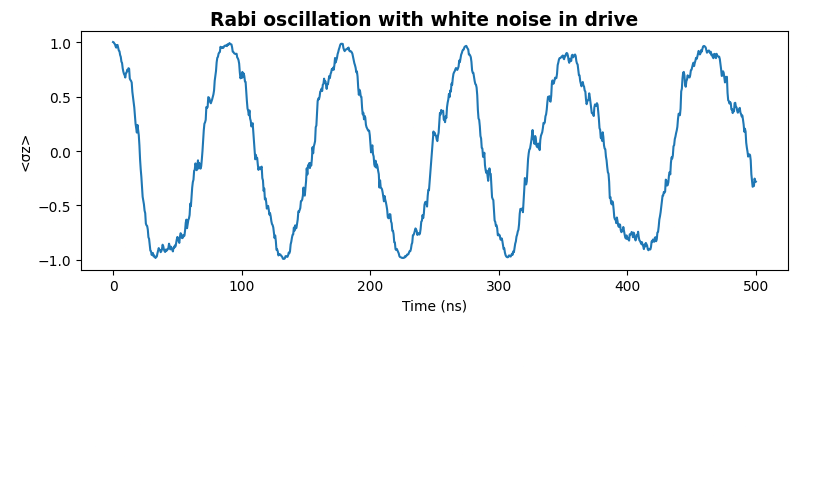 Rabi oscillation with white noise in drive
1.0
0.5
0.0
−0.5
−1.0
<σz>
0 100 200 300 400 500
Time (ns)